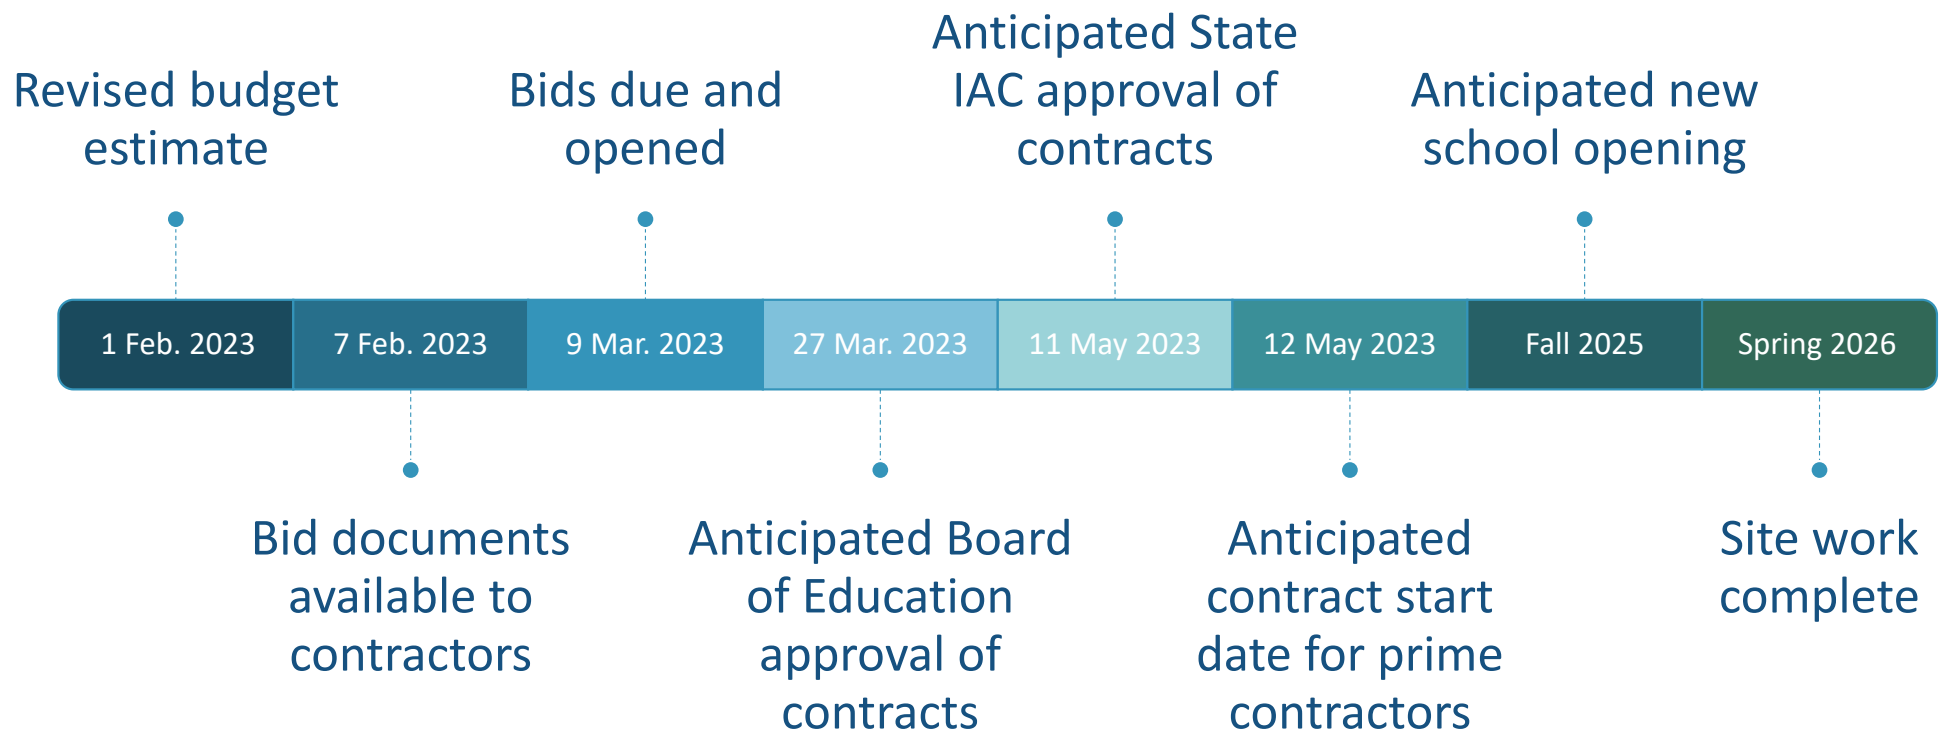 Revised budget
estimate
Bids due and
opened
Anticipated State
IAC approval of
contracts
Anticipated new
school opening
1 Feb. 2023
7 Feb. 2023
9 Mar. 2023
27 Mar. 2023
11 May 2023
12 May 2023
Fall 2025
Spring 2026
Bid documents
available to
contractors
Anticipated Board
of Education
approval of
contracts
Anticipated
contract start
date for prime
contractors
Site work
complete